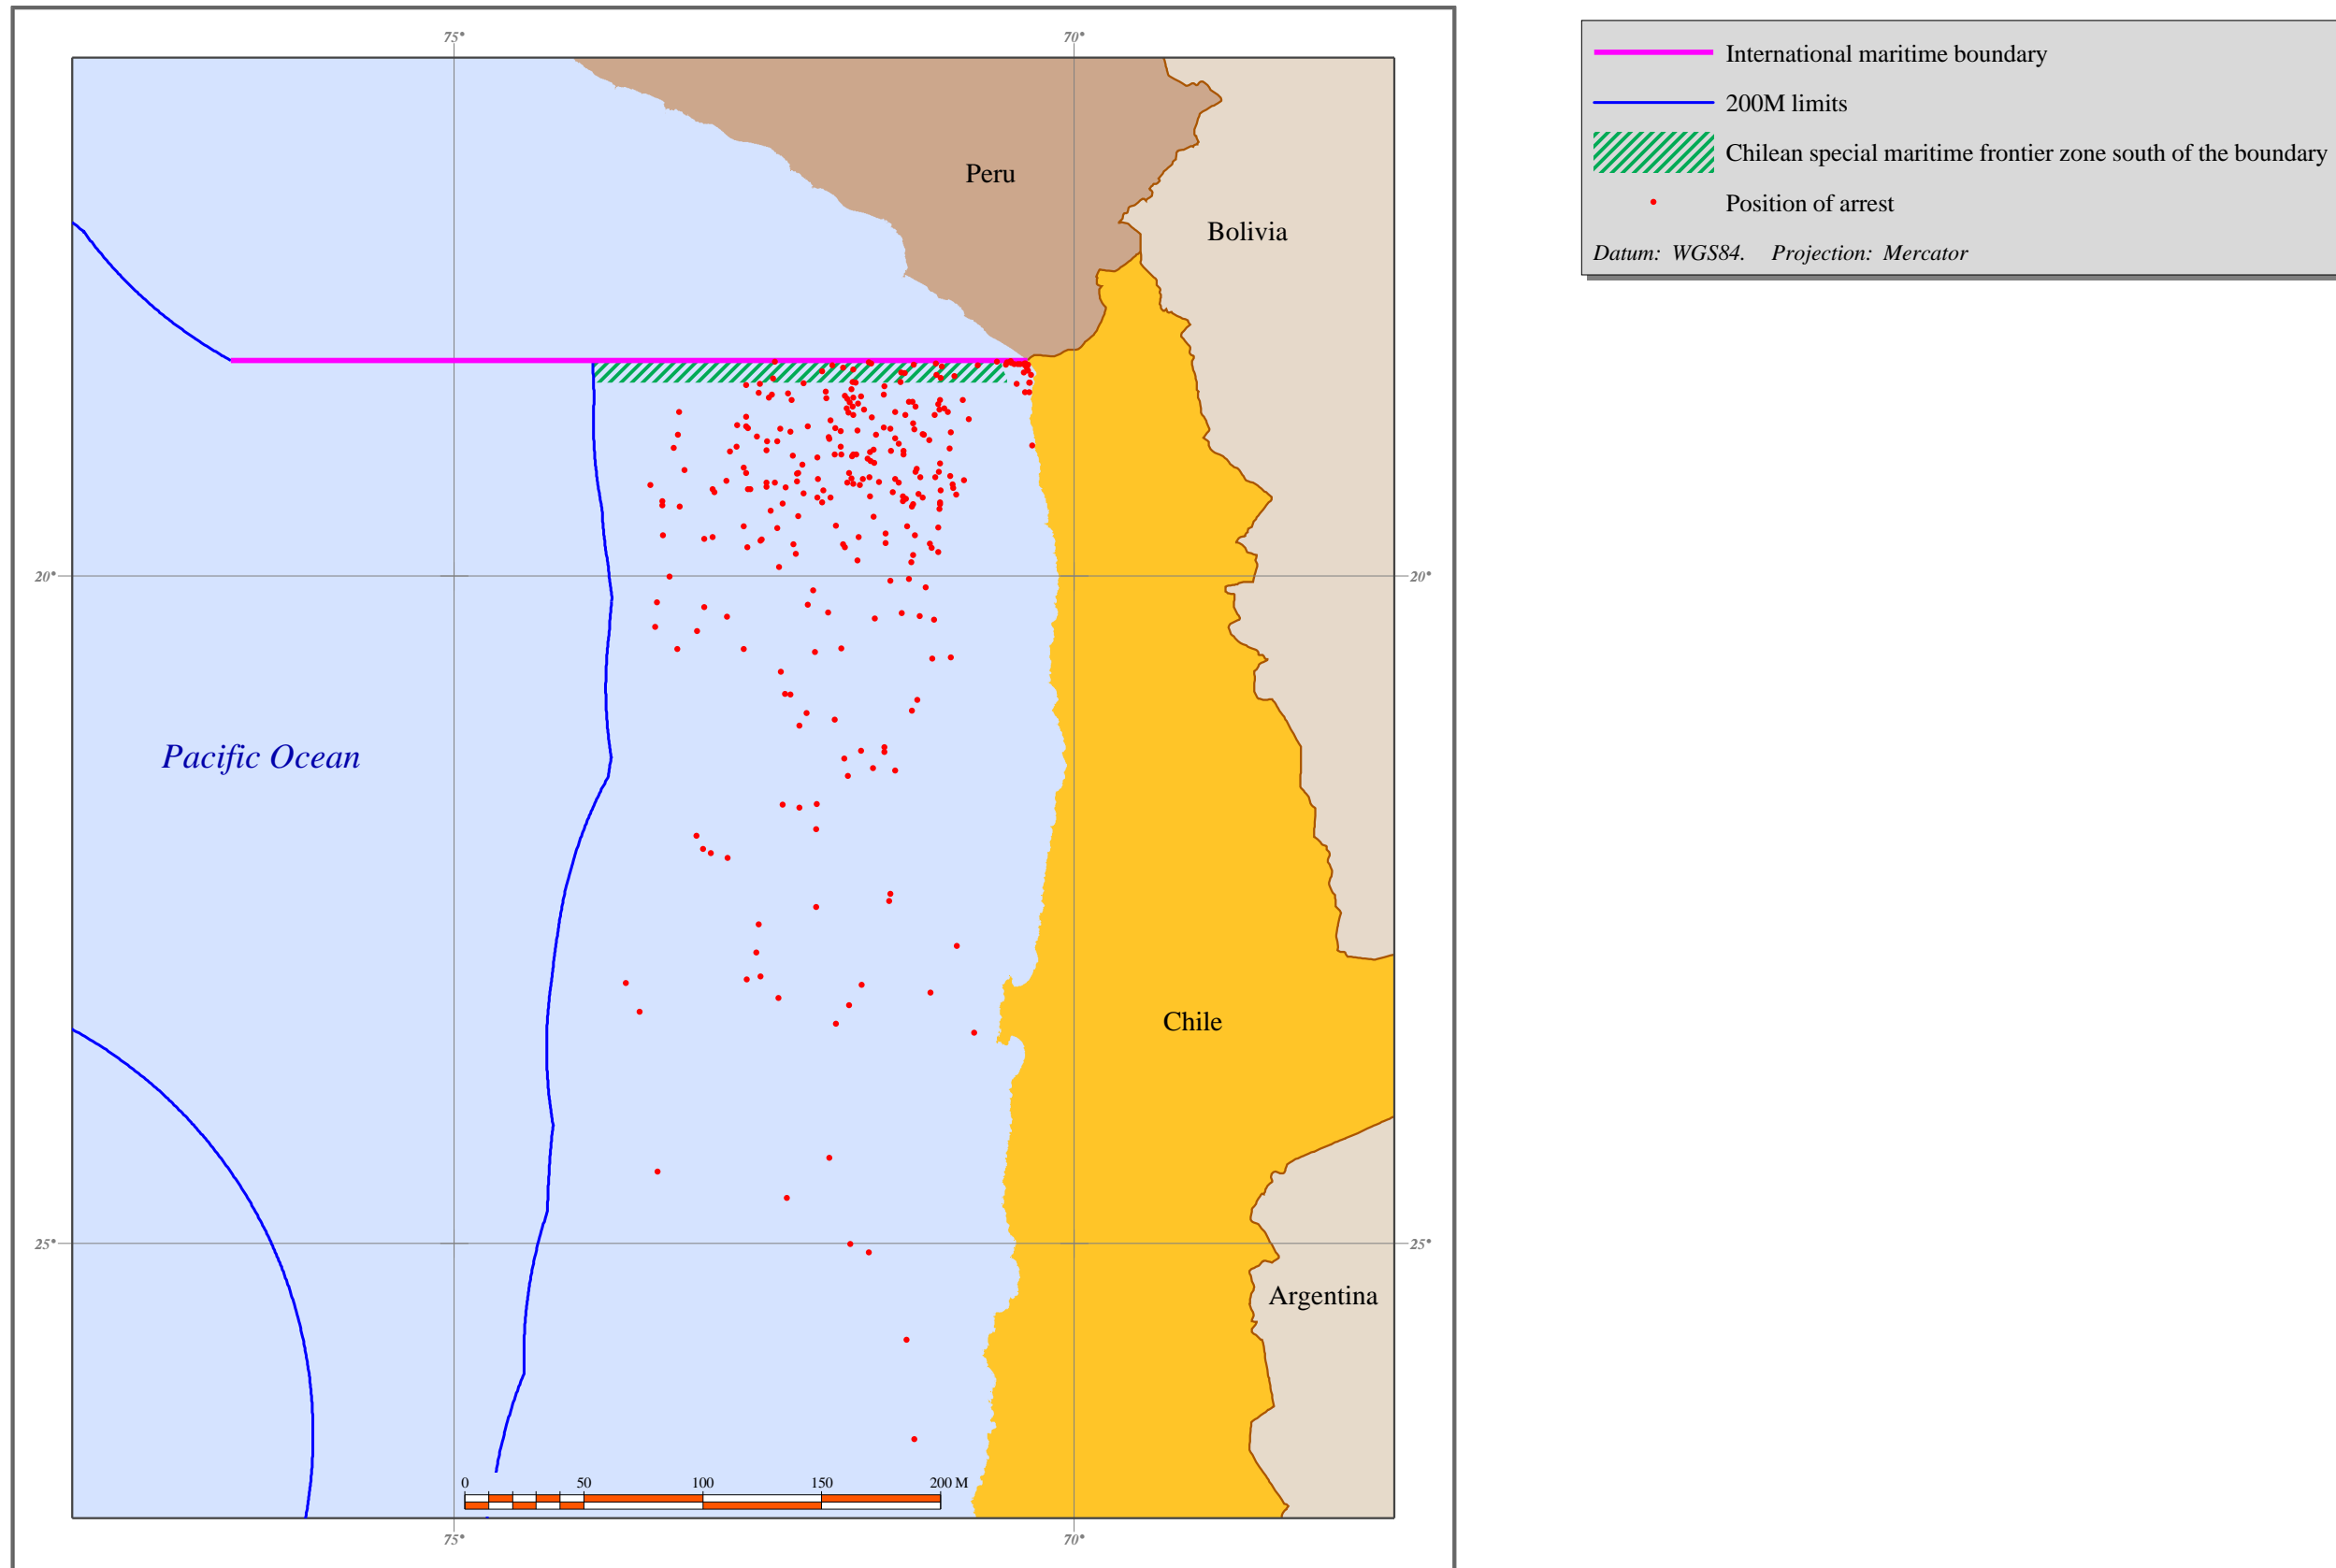 75°
70°
International maritime boundary
200M limits
Chilean special maritime frontier zone south of the boundary
Position of arrest
Datum: WGS84. Projection: Mercator
Peru
Bolivia
20°
20°
Pacific Ocean
Chile
25°
25°
Argentina
0 50 100 150 200 M
75°
70°